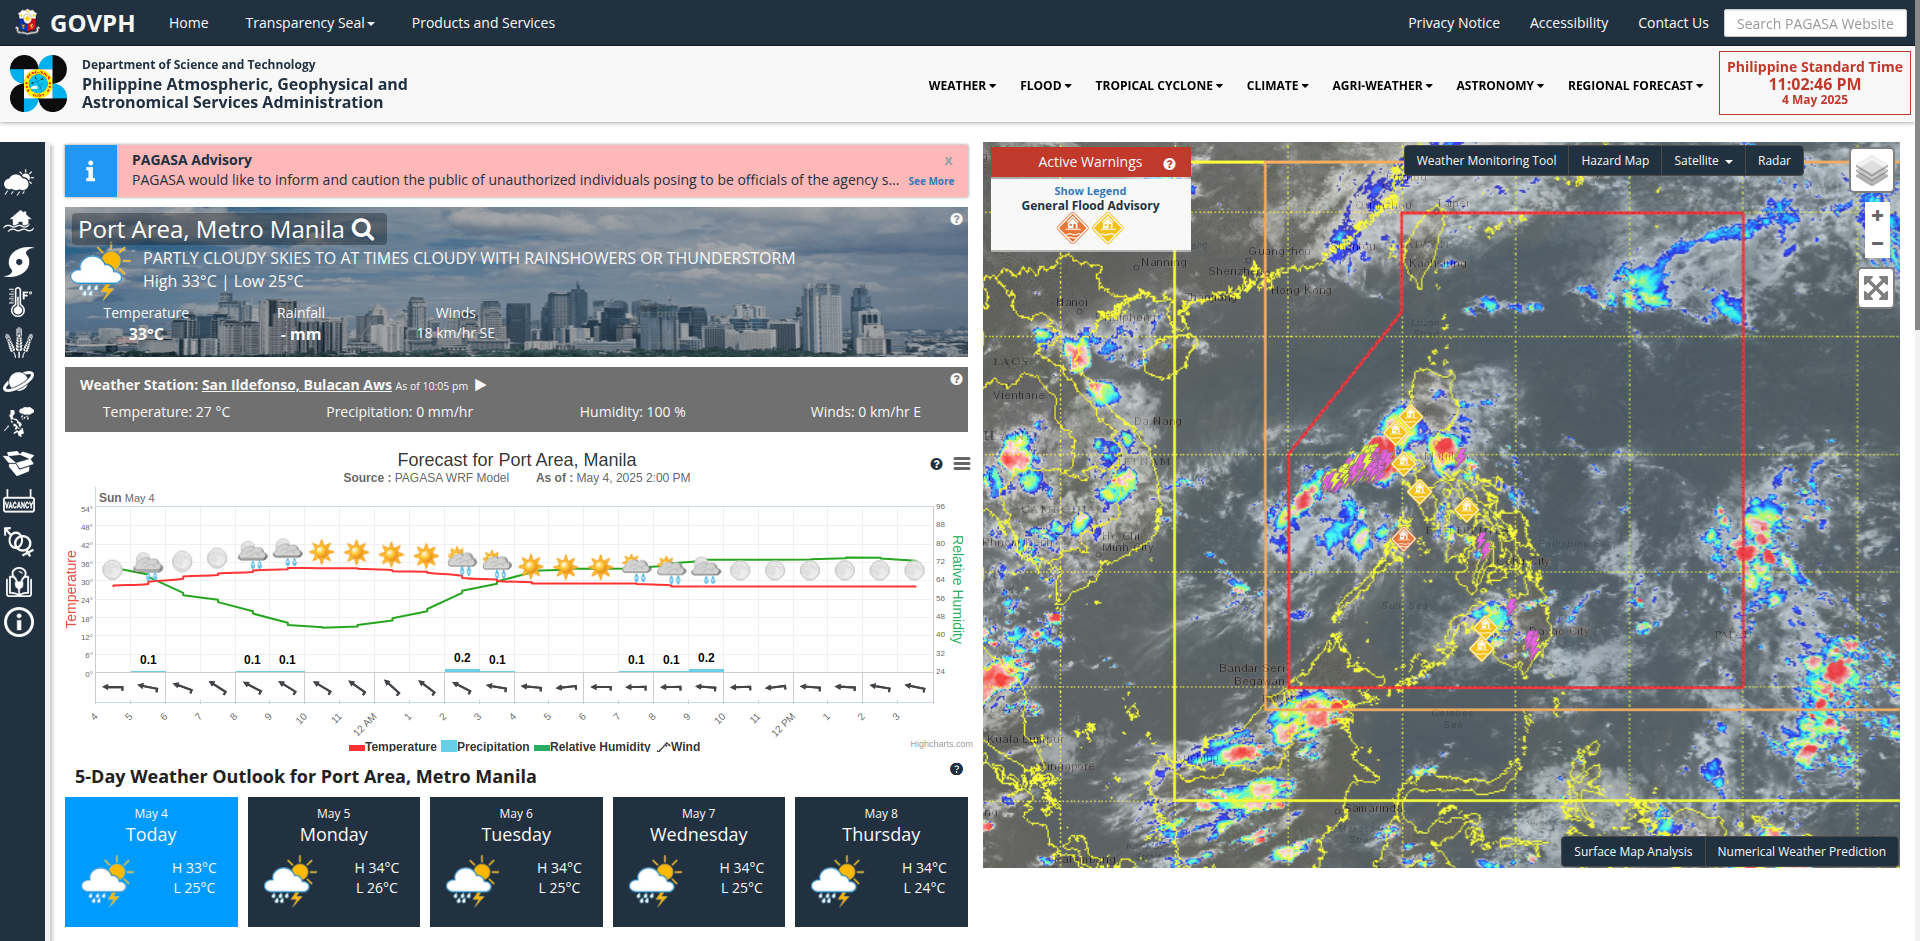 GOVPH
Home
Transparency Seal
Products and Services
Privacy Notice
Accessibility
Contact Us
Search PAGASA Website
Department of Science and Technology
Philippine Atmospheric, Geophysical and
Astronomical Services Administration
WEATHER
FLOOD
TROPICAL CYCLONE
CLIMATE
AGRI-WEATHER
ASTRONOMY
REGIONAL FORECAST
Philippine Standard Time
11:02:46 PM
4 May 2025
VACANCY
PAGASA Advisory
x
PAGASA would like to inform and caution the public of unauthorized individuals posing to be officials of the agency s... See More
Port Area, Metro Manila
PARTLY CLOUDY SKIES TO AT TIMES CLOUDY WITH RAINSHOWERS OR THUNDERSTORM
High 33°C | Low 25°C
Temperature Rainfall Winds
33°C - mm 18 km/hr SE
Weather Station: San Ildefonso, Bulacan Aws As of 10:05 pm
Temperature: 27 °C Precipitation: 0 mm/hr Humidity: 100 % Winds: 0 km/hr E
Forecast for Port Area, Manila
Source : PAGASA WRF Model As of : May 4, 2025 2:00 PM
Sun May 4
54°
48°
42°
36°
30°
24°
18°
12°
6°
0°
Temperature
96
88
80
72
64
56
48
40
32
24
Relative Humidity
0.1 0.1 0.1 0.2 0.1 0.1 0.1 0.2
4 5 6 7 8 9 10 11 12 AM 1 2 3 4 5 6 7 8 9 10 11 12 PM 1 2 3
Temperature Precipitation Relative Humidity Wind
Highcharts.com
5-Day Weather Outlook for Port Area, Metro Manila
May 4
Today
H 33°C
L 25°C
May 5
Monday
H 34°C
L 26°C
May 6
Tuesday
H 34°C
L 25°C
May 7
Wednesday
H 34°C
L 25°C
May 8
Thursday
H 34°C
L 24°C
Active Warnings
Show Legend
General Flood Advisory
Weather Monitoring Tool
Hazard Map
Satellite
Radar
+
−
Taipei
Guangzhou
Nanning
Shenzhen
Kaohsiung
Hong Kong
Hanoi
LAOS
Vientiane
Da Nang
Ho Chi
Minh City
Davao City
Bandar Seri
Begawan
Celebes
Sea
Kuala Lumpur
Singapore
Samarinda
Surface Map Analysis
Numerical Weather Prediction